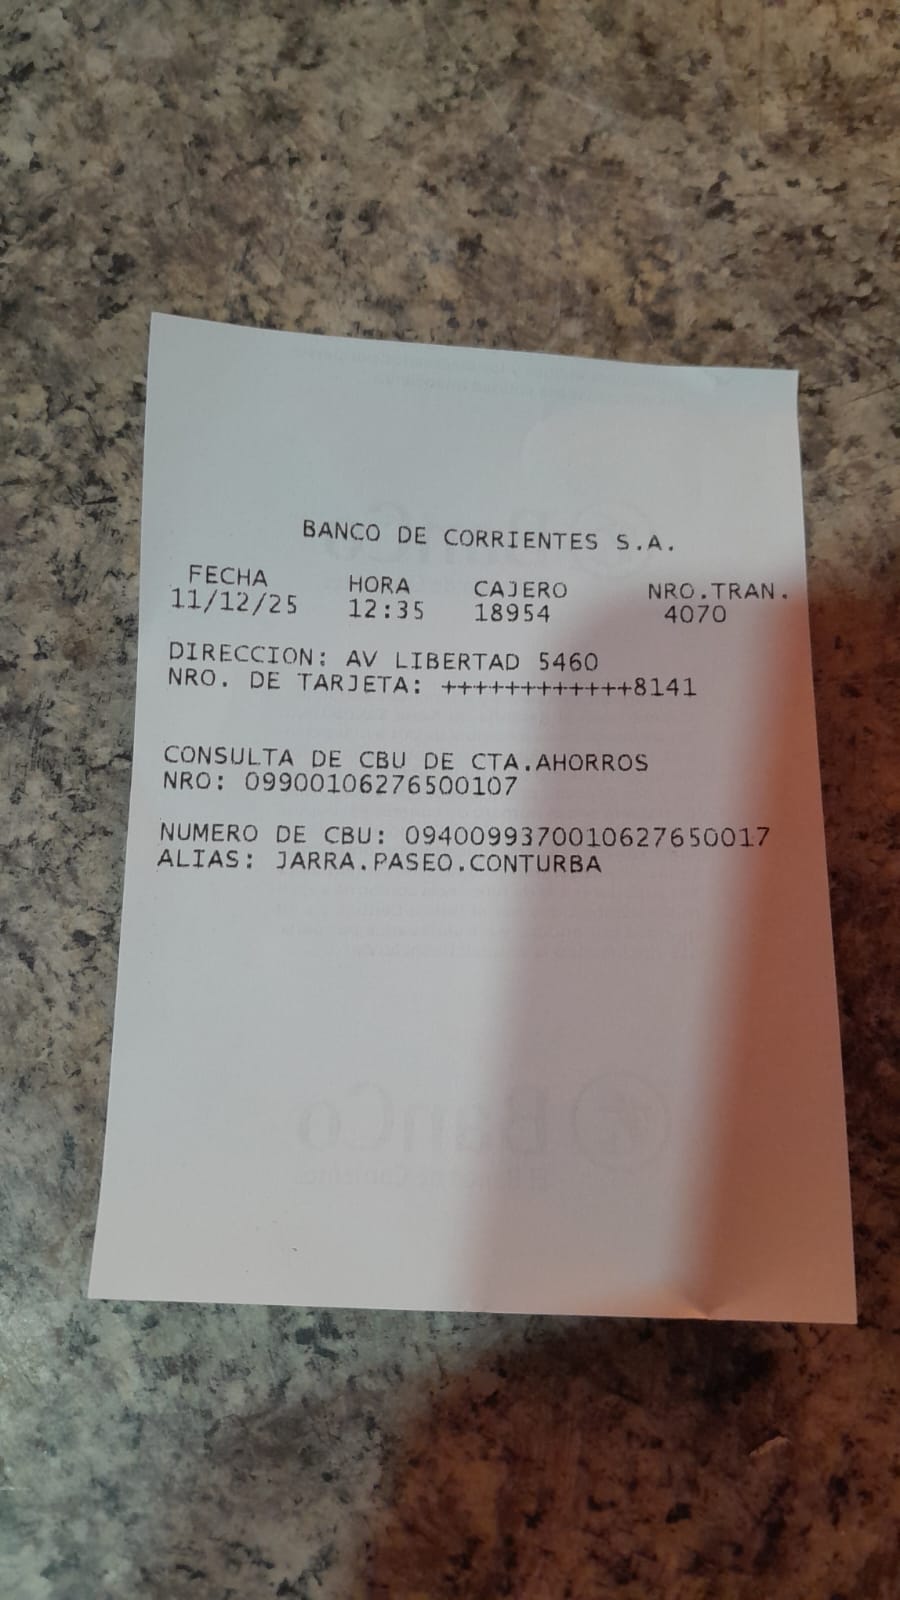 BANCO DE CORRIENTES S.A.
FECHA HORA CAJERO NRO.TRAN.
11/12/25 12:35 18954 4070
DIRECCION: AV LIBERTAD 5460
NRO. DE TARJETA: ++++++++++++8141
CONSULTA DE CBU DE CTA.AHORROS
NRO: 09900106276500107
NUMERO DE CBU: 0940099370010627650017
ALIAS: JARRA.PASEO.CONTURBA
BanCo